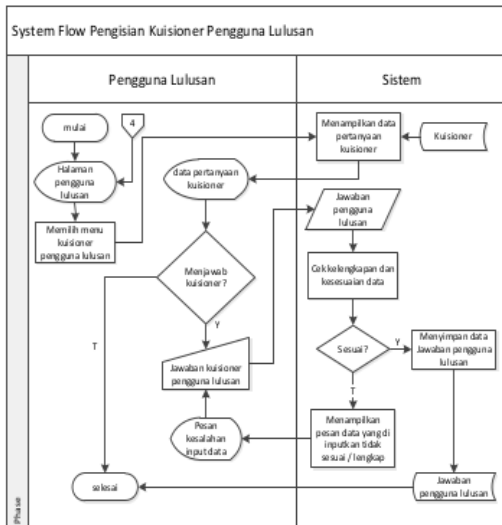 System Flow Pengisian Kuisioner Pengguna Lulusan
Pengguna Lulusan
Sistem
mulai
4
Menampilkan data
pertanyaan
kuisioner
Kuisioner
Halaman
pengguna
lulusan
data pertanyaan
kuisioner
Memilih menu
kuisioner
pengguna lulusan
Jawaban
pengguna
lulusan
Menjawab
kuisioner?
Cek kelengkapan dan
kesesuaian data
T
Y
Sesuai?
Y
Menyimpan data
Jawaban pengguna
lulusan
Jawaban kuisioner
pengguna lulusan
T
Pesan
kesalahan
input data
Menampilkan
pesan data yang di
inputkan tidak
sesuai / lengkap
selesai
Jawaban
pengguna lulusan
Phase